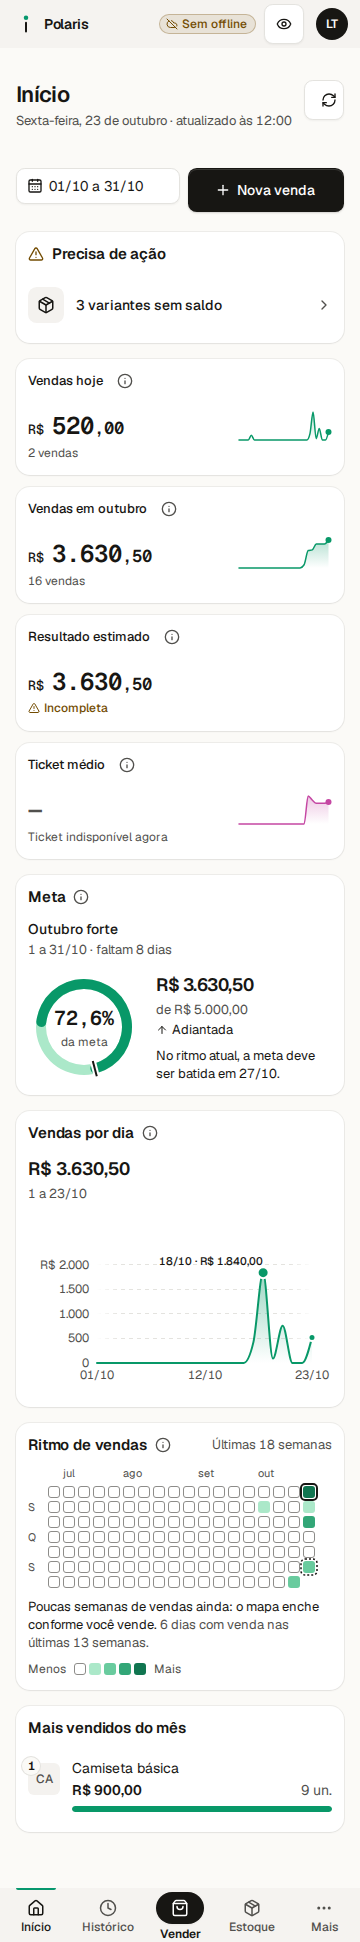 Polaris
Sem offline
LT
Início
Sexta-feira, 23 de outubro · atualizado às 12:00
01/10 a 31/10
Nova venda
Precisa de ação
3 variantes sem saldo
Vendas hoje
R$ 520,00
2 vendas
Vendas em outubro
R$ 3.630,50
16 vendas
Resultado estimado
R$ 3.630,50
Incompleta
Ticket médio
—
Ticket indisponível agora
Meta
Outubro forte
1 a 31/10 · faltam 8 dias
72,6%
da meta
R$ 3.630,50
de R$ 5.000,00
Adiantada
No ritmo atual, a meta deve
ser batida em 27/10.
Vendas por dia
R$ 3.630,50
1 a 23/10
18/10 · R$ 1.840,00
R$ 2.000
1.500
1.000
500
0
01/10 12/10 23/10
Ritmo de vendas
Últimas 18 semanas
jul ago set out
S
Q
S
Poucas semanas de vendas ainda: o mapa enche
conforme você vende. 6 dias com venda nas
últimas 13 semanas.
Menos Mais
Mais vendidos do mês
1
CA
Camiseta básica
R$ 900,00 9 un.
Início Histórico Vender Estoque Mais